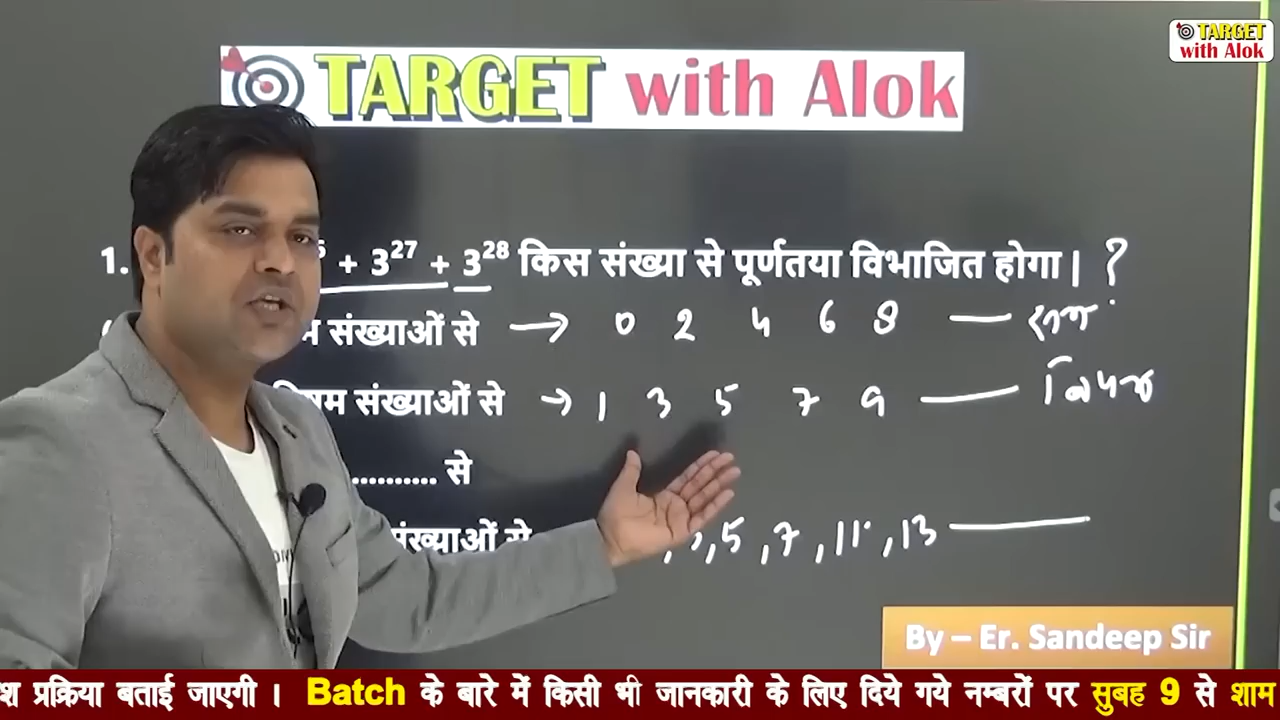 TARGET with Alok
TARGET
with Alok
1. + 3²⁷ + 3²⁸ किस संख्या से पूर्णतया विभाजित होगा | ?
संख्याओं से → 0 2 4 6 8 — सम
संख्याओं से → 1 3 5 7 9 — विषम
........... से
संख्याओं से , 5 , 7 , 11 , 13 —
By – Er. Sandeep Sir
श प्रक्रिया बताई जाएगी । Batch के बारे में किसी भी जानकारी के लिए दिये गये नम्बरों पर सुबह 9 से शाम